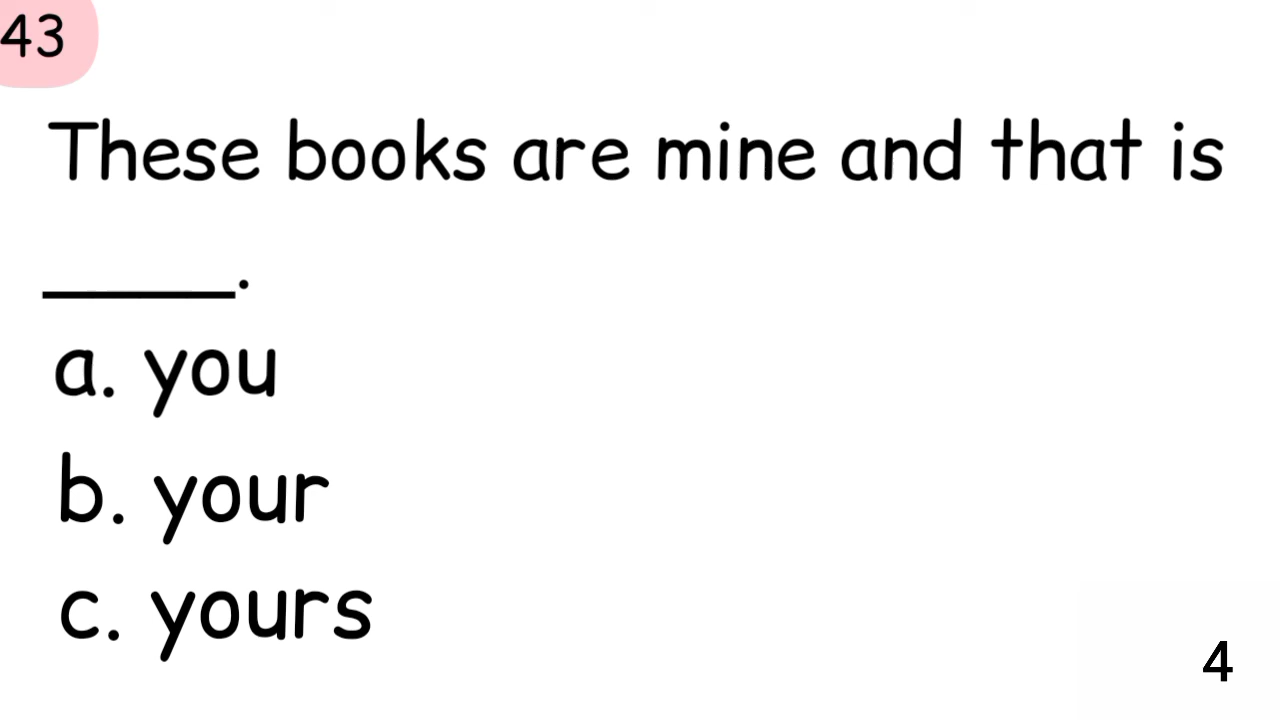 43
These books are mine and that is
_____.
a. you
b. your
c. yours
4